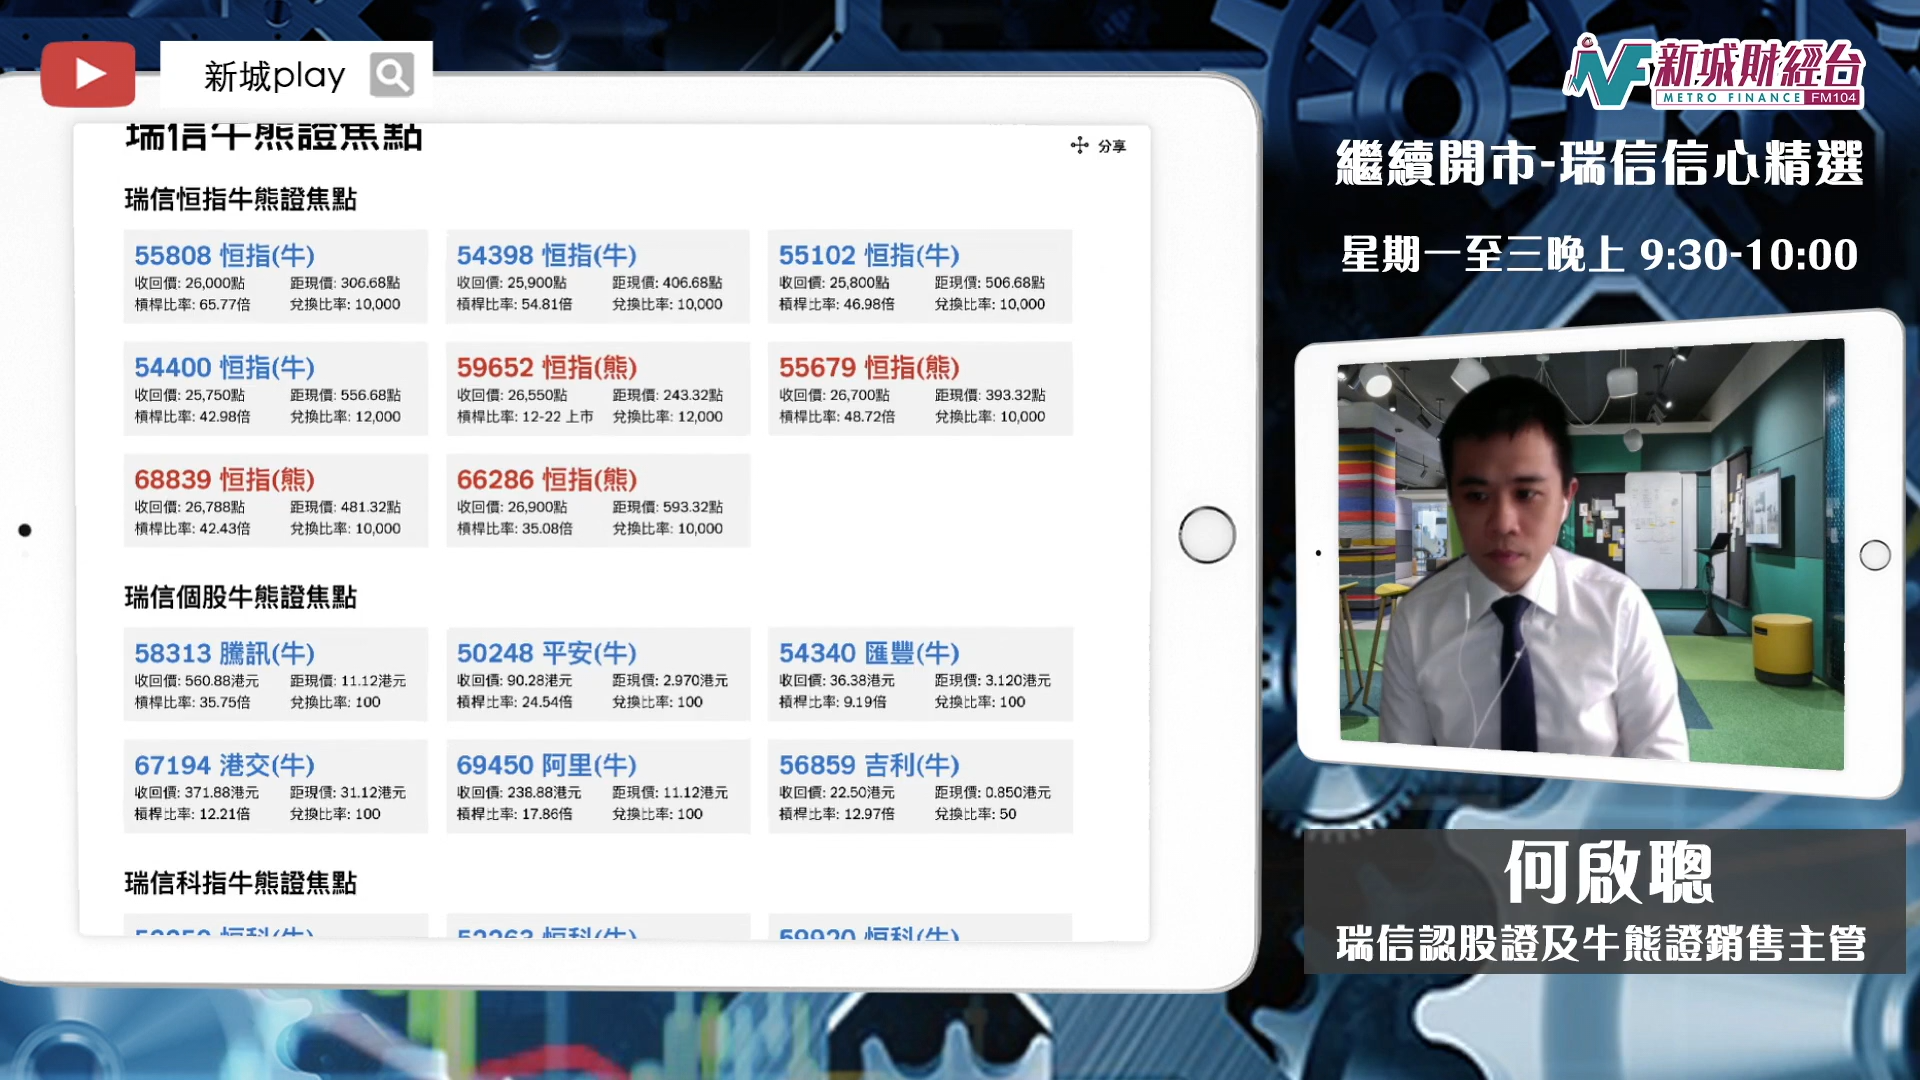 新城play
新城財經台
METRO FINANCE FM104
繼續開市-瑞信信心精選
星期一至三晚上 9:30-10:00
瑞信牛熊證焦點
分享
瑞信恒指牛熊證焦點
55808 恒指(牛)
收回價: 26,000點 距現價: 306.68點
槓桿比率: 65.77倍 兌換比率: 10,000
54398 恒指(牛)
收回價: 25,900點 距現價: 406.68點
槓桿比率: 54.81倍 兌換比率: 10,000
55102 恒指(牛)
收回價: 25,800點 距現價: 506.68點
槓桿比率: 46.98倍 兌換比率: 10,000
54400 恒指(牛)
收回價: 25,750點 距現價: 556.68點
槓桿比率: 42.98倍 兌換比率: 12,000
59652 恒指(熊)
收回價: 26,550點 距現價: 243.32點
槓桿比率: 12-22 上市 兌換比率: 12,000
55679 恒指(熊)
收回價: 26,700點 距現價: 393.32點
槓桿比率: 48.72倍 兌換比率: 10,000
68839 恒指(熊)
收回價: 26,788點 距現價: 481.32點
槓桿比率: 42.43倍 兌換比率: 10,000
66286 恒指(熊)
收回價: 26,900點 距現價: 593.32點
槓桿比率: 35.08倍 兌換比率: 10,000
瑞信個股牛熊證焦點
58313 騰訊(牛)
收回價: 560.88港元 距現價: 11.12港元
槓桿比率: 35.75倍 兌換比率: 100
50248 平安(牛)
收回價: 90.28港元 距現價: 2.970港元
槓桿比率: 24.54倍 兌換比率: 100
54340 匯豐(牛)
收回價: 36.38港元 距現價: 3.120港元
槓桿比率: 9.19倍 兌換比率: 100
67194 港交(牛)
收回價: 371.88港元 距現價: 31.12港元
槓桿比率: 12.21倍 兌換比率: 100
69450 阿里(牛)
收回價: 238.88港元 距現價: 11.12港元
槓桿比率: 17.86倍 兌換比率: 100
56859 吉利(牛)
收回價: 22.50港元 距現價: 0.850港元
槓桿比率: 12.97倍 兌換比率: 50
瑞信科指牛熊證焦點
恒科(牛)
恒科(牛)
恒科(牛)
何啟聰
瑞信認股證及牛熊證銷售主管